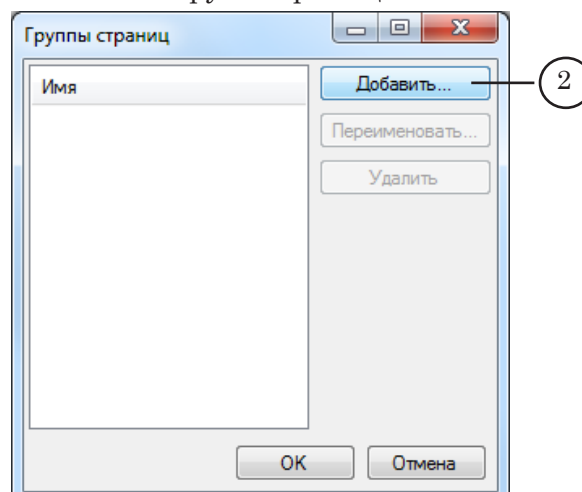 Группы страниц
Имя
Добавить...
2
Переименовать...
Удалить
OK
Отмена